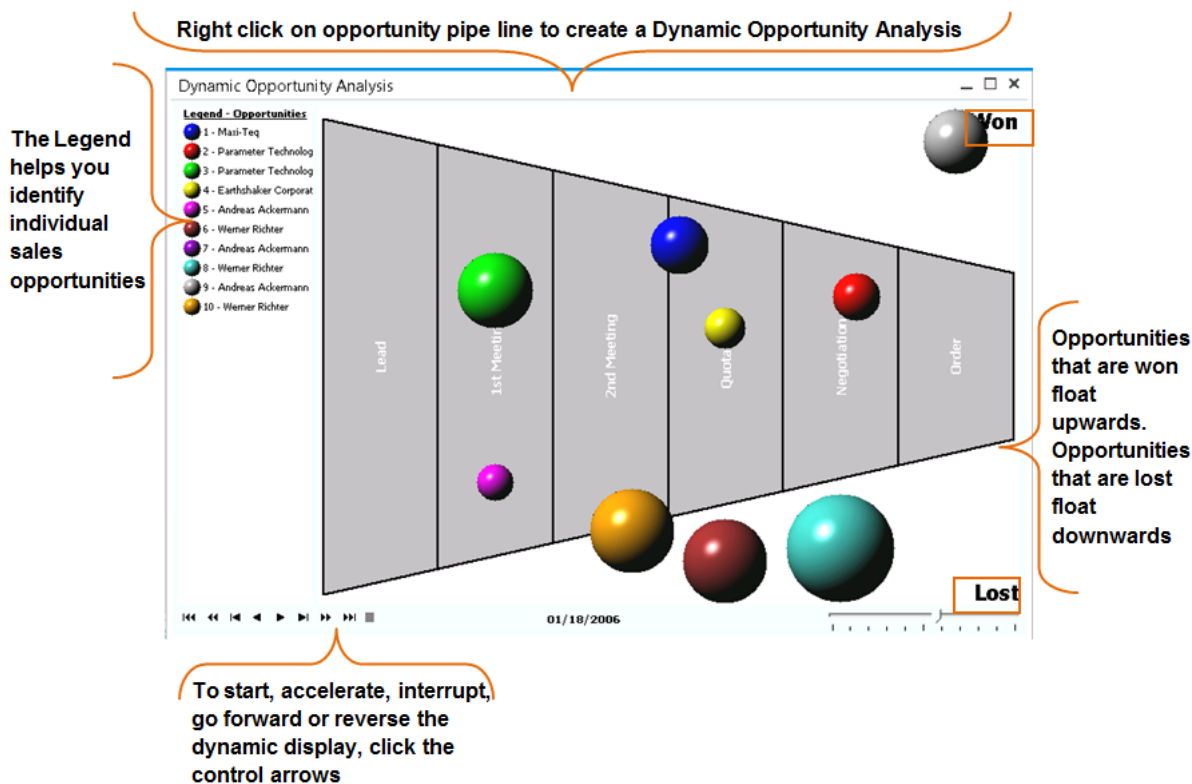 Right click on opportunity pipe line to create a Dynamic Opportunity Analysis
Dynamic Opportunity Analysis
The Legend
helps you
identify
individual
sales
opportunities
Legend - Opportunities
1 - Maxi-Teq
2 - Parameter Technolog
3 - Parameter Technolog
4 - Earthshaker Corporat
5 - Andreas Ackermann
6 - Werner Richter
7 - Andreas Ackermann
8 - Werner Richter
9 - Andreas Ackermann
10 - Werner Richter
Lead
1st Meetin
2nd Meeting
Quota
Negotiation
Order
Won
Lost
Opportunities
that are won
float
upwards.
Opportunities
that are lost
float
downwards
01/18/2006
To start, accelerate, interrupt,
go forward or reverse the
dynamic display, click the
control arrows